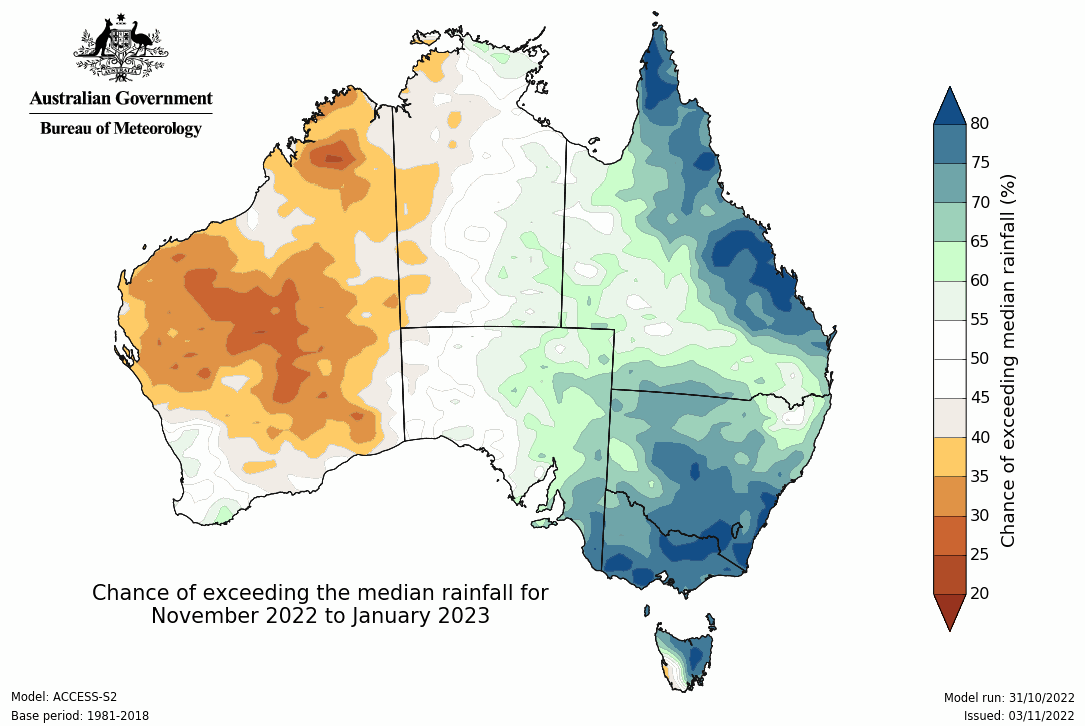 Australian Government
Bureau of Meteorology
80
75
70
65
60
55
50
45
40
35
30
25
20
Chance of exceeding median rainfall (%)
Chance of exceeding the median rainfall for
November 2022 to January 2023
Model: ACCESS-S2
Base period: 1981-2018
Model run: 31/10/2022
Issued: 03/11/2022